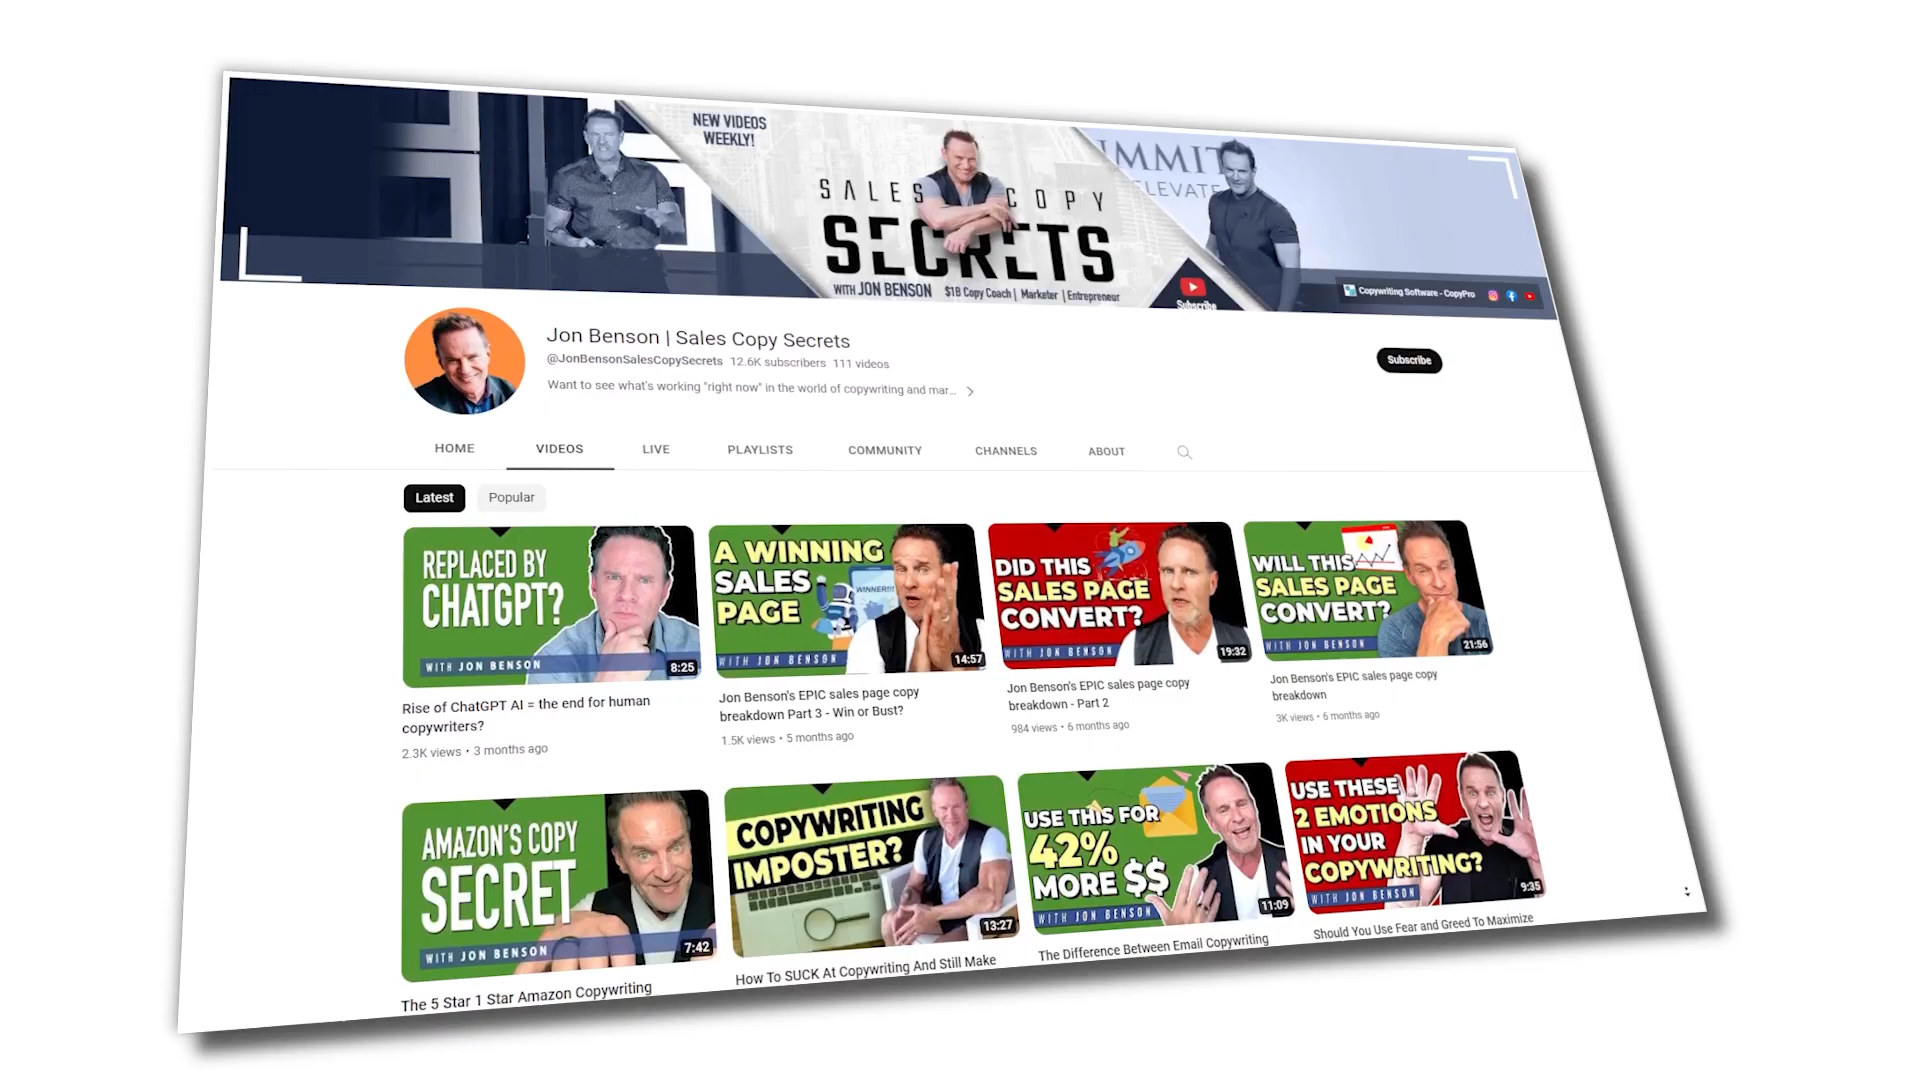 NEW VIDEOS
WEEKLY!
SALES COPY
SECRETS
WITH JON BENSON $1B Copy Coach | Marketer | Entrepreneur
Subscribe
UMMIT
ELEVATE
Copywriting Software - CopyPro
Jon Benson | Sales Copy Secrets
@JonBensonSalesCopySecrets 12.6K subscribers 111 videos
Want to see what's working "right now" in the world of copywriting and mar...
Subscribe
HOME VIDEOS LIVE PLAYLISTS COMMUNITY CHANNELS ABOUT
Latest Popular
REPLACED BY
CHATGPT?
WITH JON BENSON
8:25
Rise of ChatGPT AI = the end for human
copywriters?
2.3K views • 3 months ago
A WINNING
SALES
PAGE
WINNER!!!
WITH JON BENSON
14:57
Jon Benson's EPIC sales page copy
breakdown Part 3 - Win or Bust?
1.5K views • 5 months ago
DID THIS
SALES PAGE
CONVERT?
WITH JON BENSON
19:32
Jon Benson's EPIC sales page copy
breakdown - Part 2
984 views • 6 months ago
WILL THIS
SALES PAGE
CONVERT?
WITH JON BENSON
21:56
Jon Benson's EPIC sales page copy
breakdown
3K views • 6 months ago
AMAZON'S COPY
SECRET
WITH JON BENSON
7:42
The 5 Star 1 Star Amazon Copywriting
COPYWRITING
IMPOSTER?
13:27
How To SUCK At Copywriting And Still Make
USE THIS FOR
42%
MORE $$
WITH JON BENSON
11:09
The Difference Between Email Copywriting
USE THESE
2 EMOTIONS
IN YOUR
COPYWRITING?
WITH JON BENSON
9:35
Should You Use Fear and Greed To Maximize